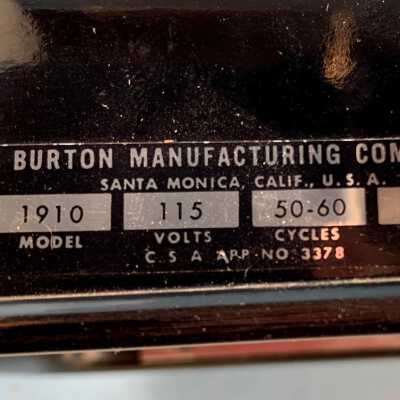 BURTON MANUFACTURING COM
SANTA MONICA, CALIF., U. S. A.
1910 115 50-60
MODEL VOLTS CYCLES
C S A APP. NO. 3378